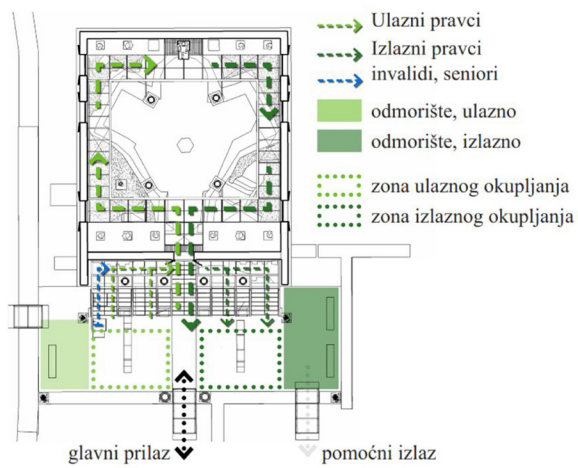 Ulazni pravci
Izlazni pravci
invalidi, seniori
odmorište, ulazno
odmorište, izlazno
zona ulaznog okupljanja
zona izlaznog okupljanja
glavni prilaz
pomoćni izlaz